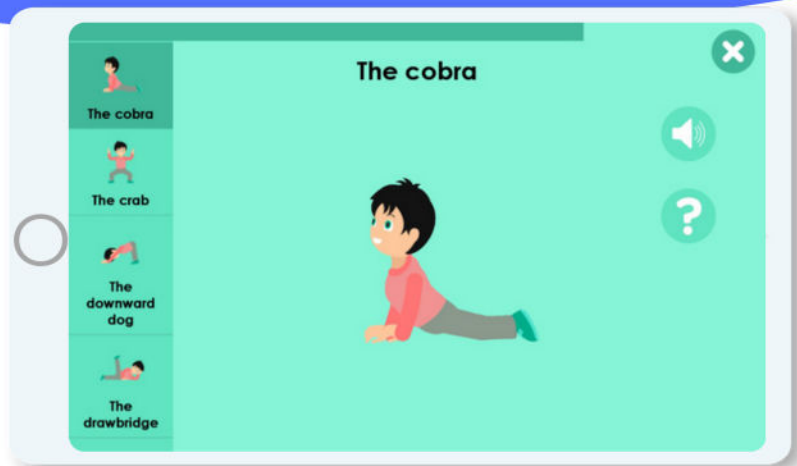 The cobra
The cobra
The crab
The
downward
dog
The
drawbridge
?